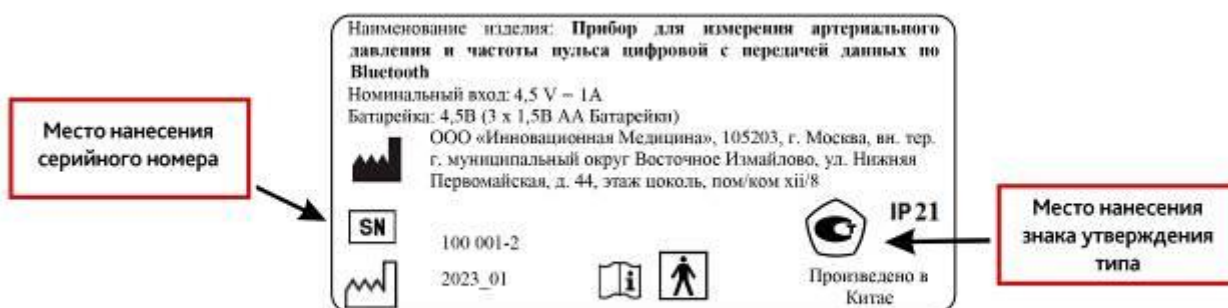 Наименование изделия: Прибор для измерения артериального
давления и частоты пульса цифровой с передачей данных по
Bluetooth
Номинальный вход: 4,5 V – 1A
Батарейка: 4,5В (3 х 1,5В АА Батарейки)
ООО «Инновационная Медицина», 105203, г. Москва, вн. тер.
г. муниципальный округ Восточное Измайлово, ул. Нижняя
Первомайская, д. 44, этаж цоколь, пом/ком xii/8
Место нанесения
серийного номера
SN
100 001-2
2023_01
IP21
Произведено в
Китае
Место нанесения
знака утверждения
типа